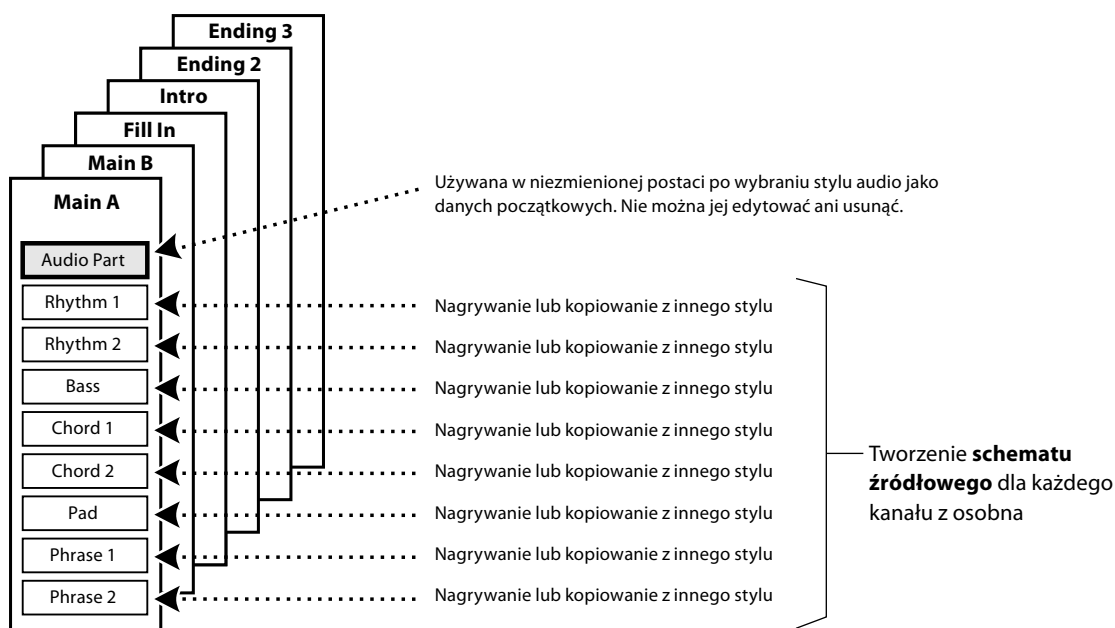 Ending 3
Ending 2
Intro
Fill In
Main B
Main A
Używana w niezmienionej postaci po wybraniu stylu audio jako
danych początkowych. Nie można jej edytować ani usunąć.
Audio Part
Rhythm 1
Nagrywanie lub kopiowanie z innego stylu
Rhythm 2
Nagrywanie lub kopiowanie z innego stylu
Bass
Nagrywanie lub kopiowanie z innego stylu
Chord 1
Nagrywanie lub kopiowanie z innego stylu
Chord 2
Nagrywanie lub kopiowanie z innego stylu
Pad
Nagrywanie lub kopiowanie z innego stylu
Phrase 1
Nagrywanie lub kopiowanie z innego stylu
Phrase 2
Nagrywanie lub kopiowanie z innego stylu
Tworzenie schematu
źródłowego dla każdego
kanału z osobna